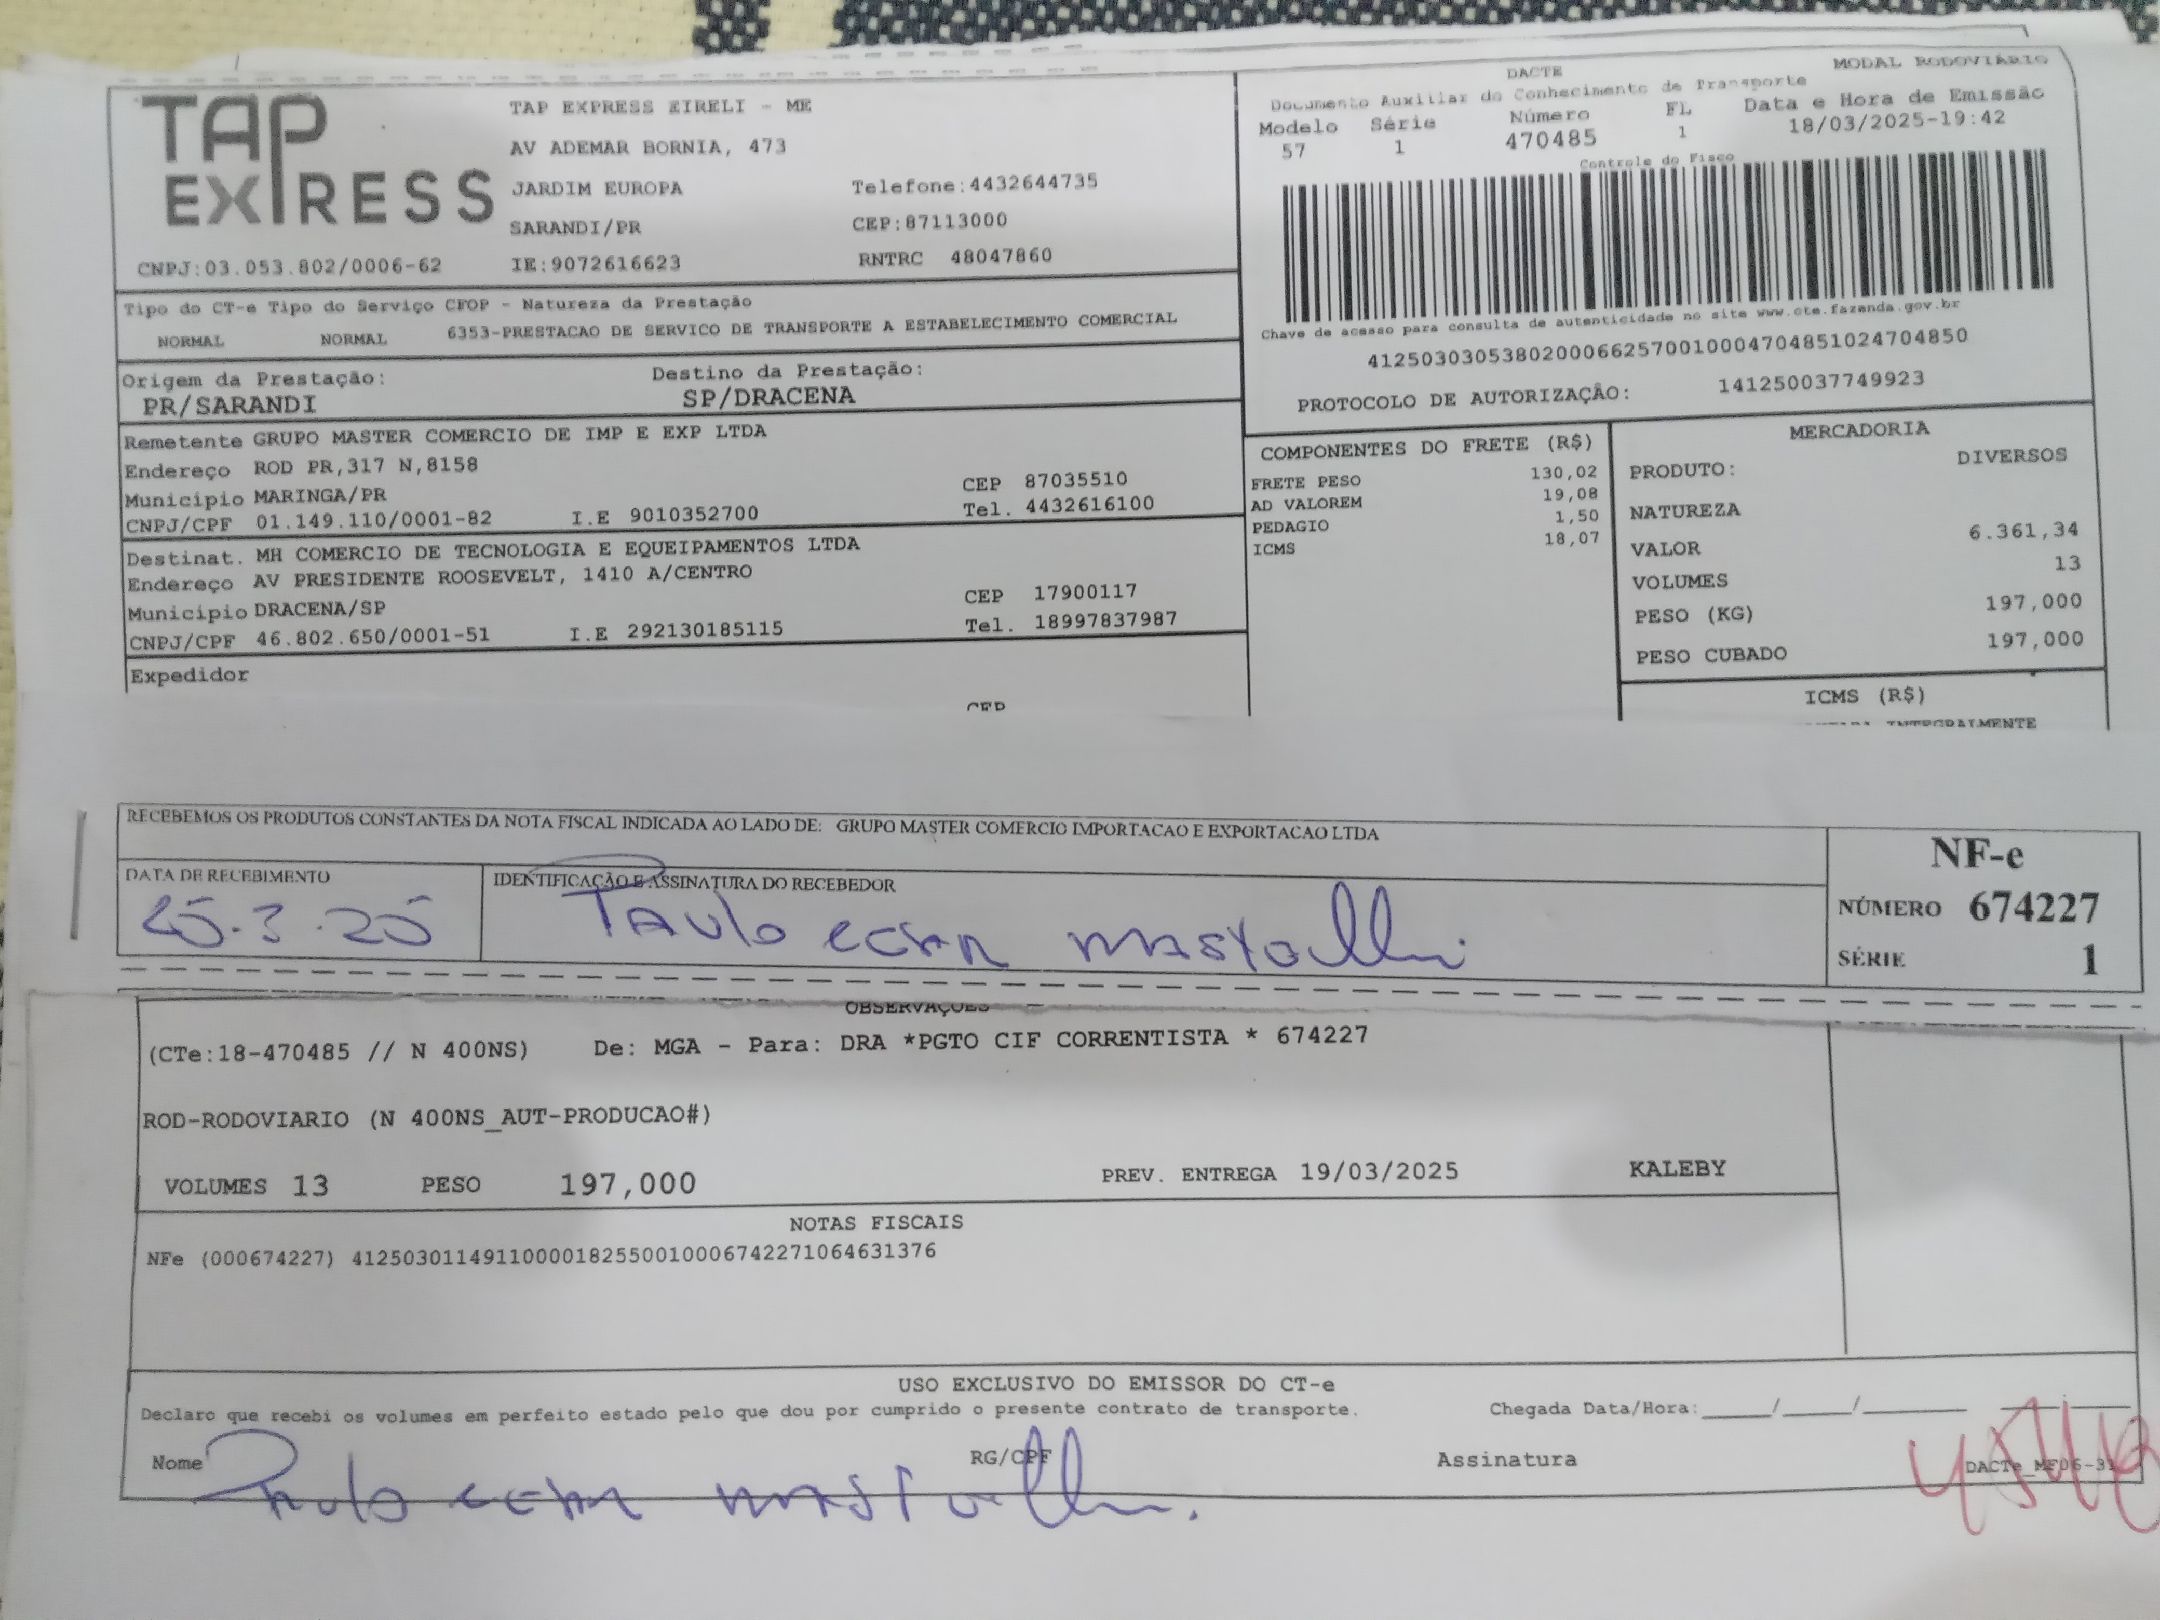 TAP EXPRESS
TAP EXPRESS EIRELI - ME
AV ADEMAR BORNIA, 473
JARDIM EUROPA Telefone:4432644735
SARANDI/PR CEP:87113000
CNPJ:03.053.802/0006-62 IE:9072616623 RNTRC 48047860
DACTE MODAL RODOVIÁRIO
Documento Auxiliar do Conhecimento de Transporte
Modelo Série Número FL Data e Hora de Emissão
57 1 470485 1 18/03/2025-19:42
Controle do Fisco
Chave de acesso para consulta de autenticidade no site www.cte.fazenda.gov.br
41250303053802000662570010004704851024704850
PROTOCOLO DE AUTORIZAÇÃO: 141250037749923
Tipo do CT-e Tipo do Serviço CFOP - Natureza da Prestação
NORMAL NORMAL 6353-PRESTACAO DE SERVICO DE TRANSPORTE A ESTABELECIMENTO COMERCIAL
Origem da Prestação: Destino da Prestação:
PR/SARANDI SP/DRACENA
Remetente GRUPO MASTER COMERCIO DE IMP E EXP LTDA
Endereço ROD PR,317 N,8158
Município MARINGA/PR CEP 87035510
CNPJ/CPF 01.149.110/0001-82 I.E 9010352700 Tel. 4432616100
Destinat. MH COMERCIO DE TECNOLOGIA E EQUEIPAMENTOS LTDA
Endereço AV PRESIDENTE ROOSEVELT, 1410 A/CENTRO
Município DRACENA/SP CEP 17900117
CNPJ/CPF 46.802.650/0001-51 I.E 292130185115 Tel. 18997837987
Expedidor
CEP
COMPONENTES DO FRETE (R$)
FRETE PESO 130,02
AD VALOREM 19,08
PEDAGIO 1,50
ICMS 18,07
MERCADORIA
PRODUTO: DIVERSOS
NATUREZA
VALOR 6.361,34
VOLUMES 13
PESO (KG) 197,000
PESO CUBADO 197,000
ICMS (R$)
INTEGRALMENTE
RECEBEMOS OS PRODUTOS CONSTANTES DA NOTA FISCAL INDICADA AO LADO DE: GRUPO MASTER COMERCIO IMPORTACAO E EXPORTACAO LTDA
DATA DE RECEBIMENTO IDENTIFICAÇÃO E ASSINATURA DO RECEBEDOR
25.3.25 Paulo
NF-e
NÚMERO 674227
SÉRIE 1
OBSERVAÇOES
(CTe:18-470485 // N 400NS) De: MGA - Para: DRA *PGTO CIF CORRENTISTA * 674227
ROD-RODOVIARIO (N 400NS_AUT-PRODUCAO#)
VOLUMES 13 PESO 197,000 PREV. ENTREGA 19/03/2025 KALEBY
NOTAS FISCAIS
NFe (000674227) 41250301149110000182550010006742271064631376
USO EXCLUSIVO DO EMISSOR DO CT-e
Declaro que recebi os volumes em perfeito estado pelo que dou por cumprido o presente contrato de transporte. Chegada Data/Hora:____/____/____
Nome Paulo RG/CPF Assinatura